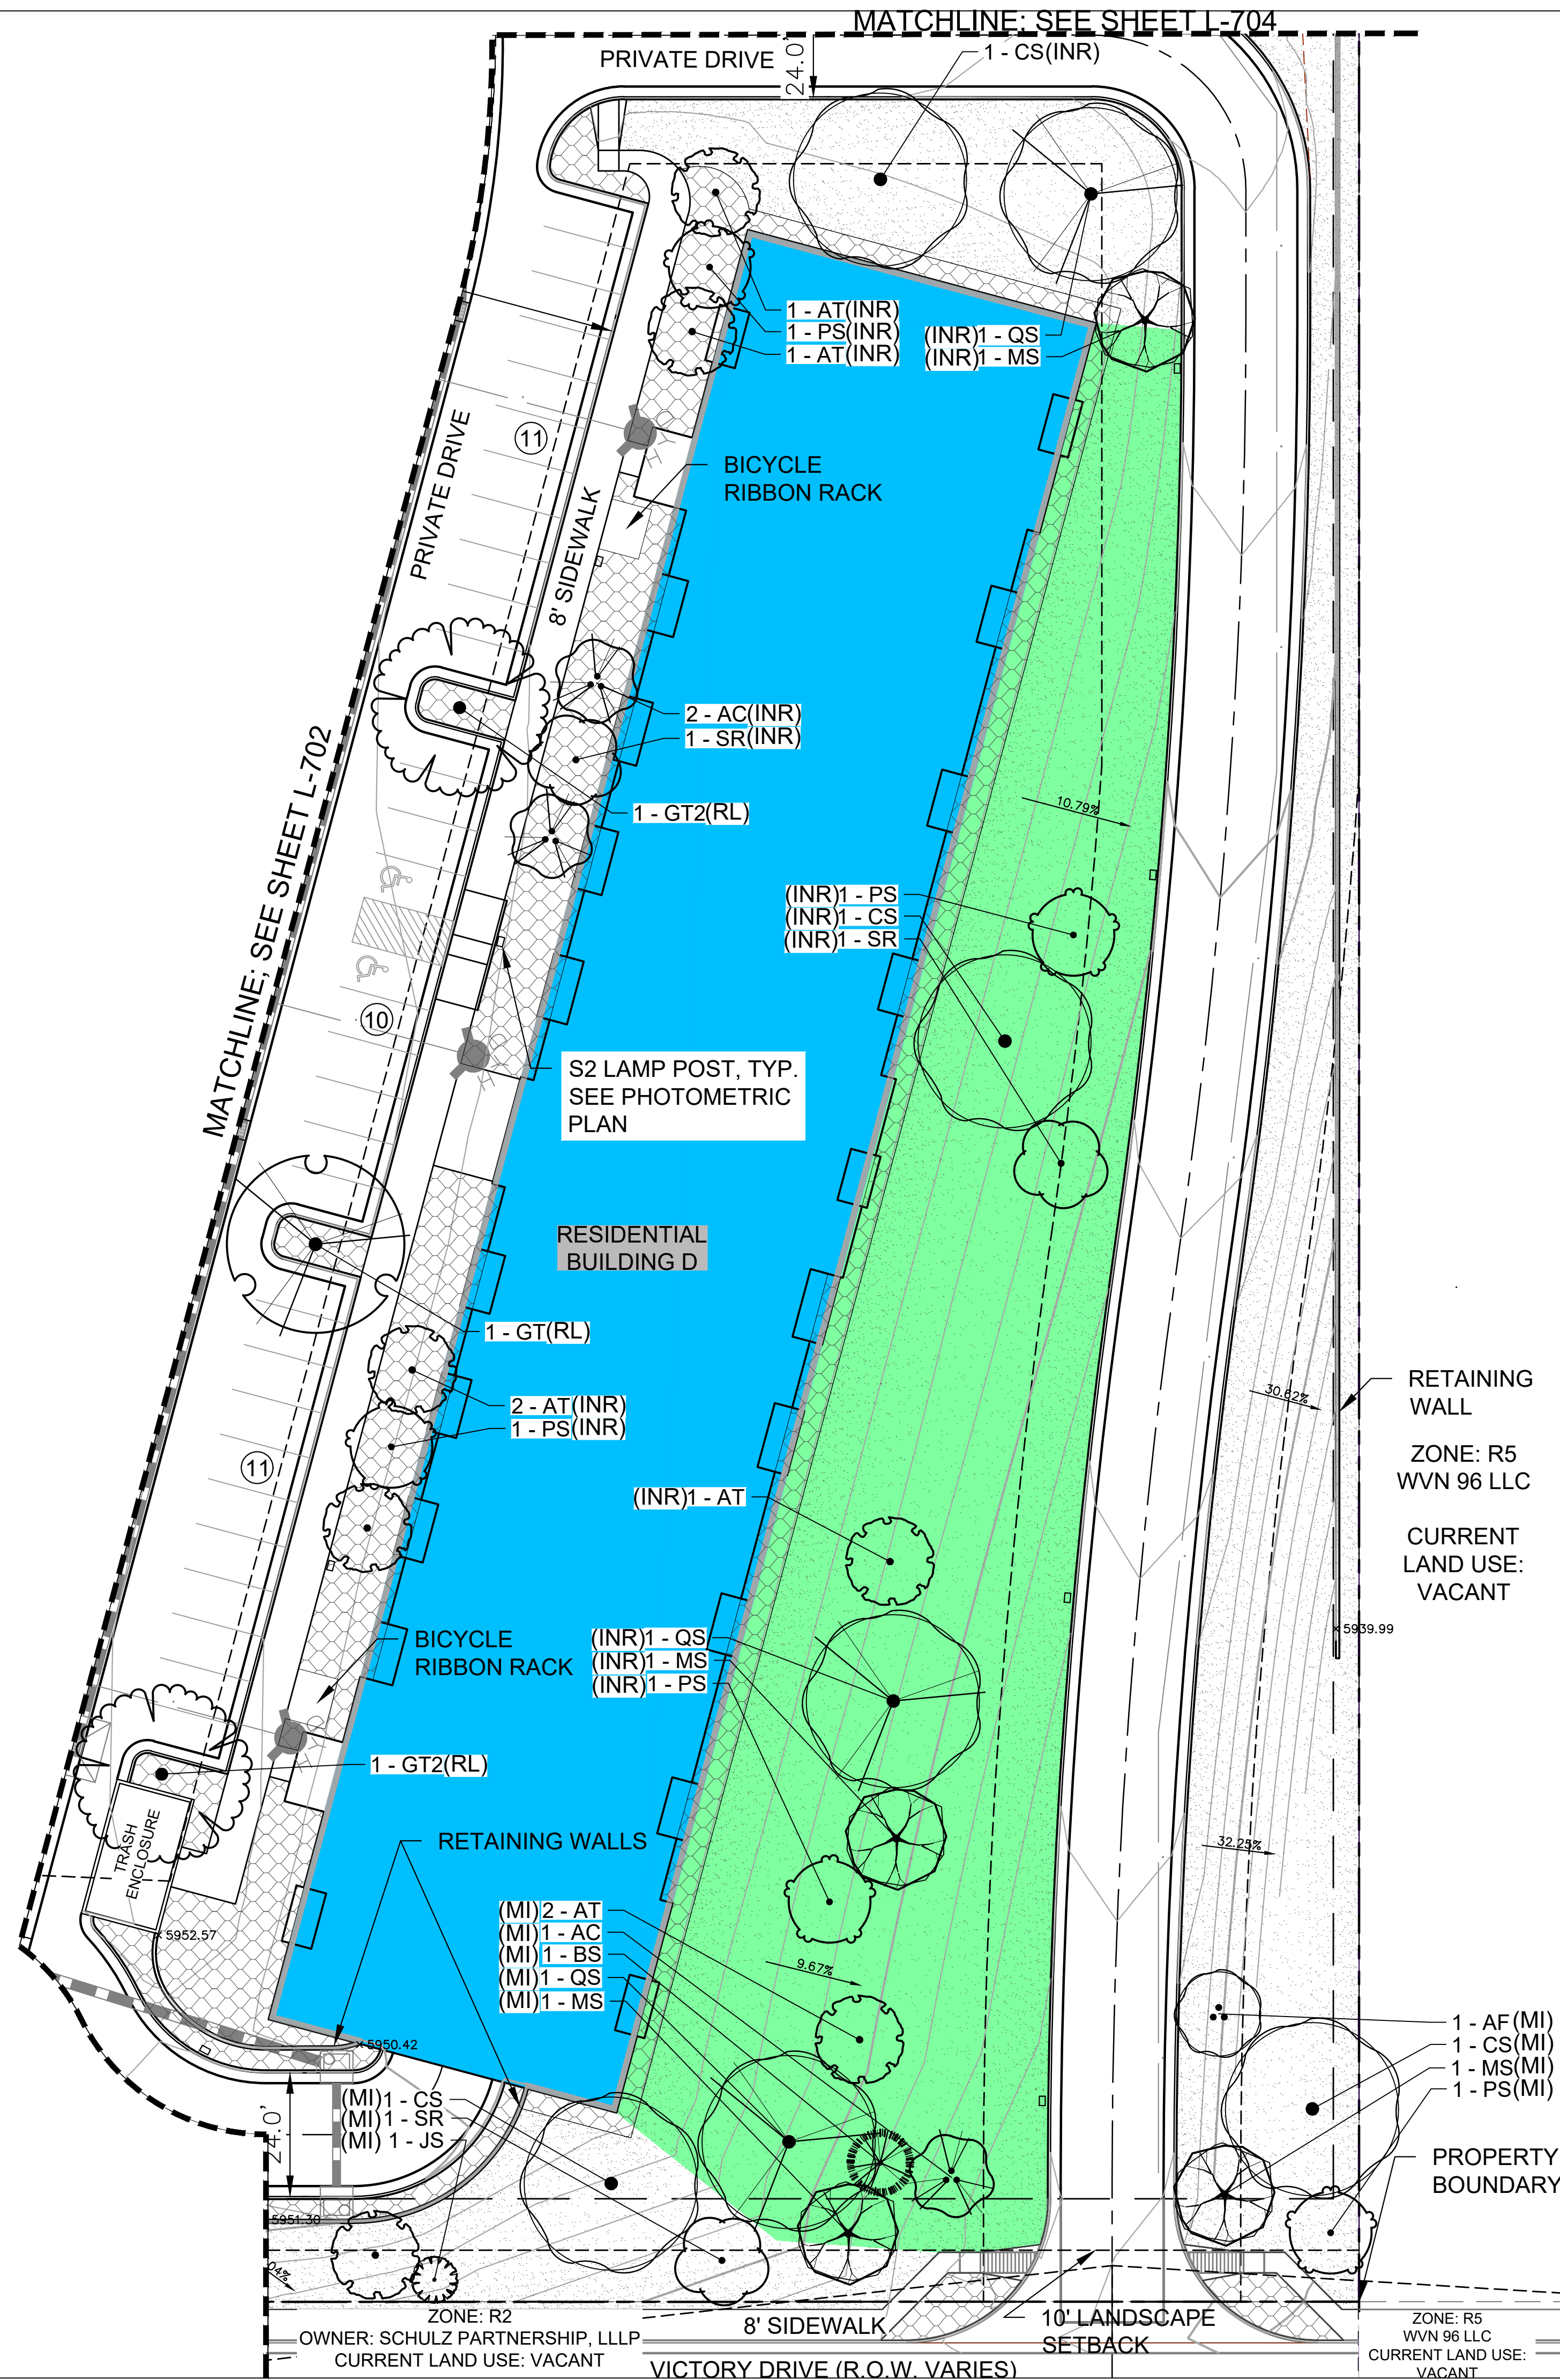 MATCHLINE; SEE SHEET L-704
PRIVATE DRIVE
24.0'
1 - CS(INR)
1 - AT(INR)
1 - PS(INR)
1 - AT(INR)
(INR)1 - QS
(INR)1 - MS
11
PRIVATE DRIVE
8' SIDEWALK
BICYCLE
RIBBON RACK
2 - AC(INR)
1 - SR(INR)
1 - GT2(RL)
10.79%
MATCHLINE; SEE SHEET L-702
(INR)1 - PS
(INR)1 - CS
(INR)1 - SR
10
S2 LAMP POST, TYP.
SEE PHOTOMETRIC
PLAN
RESIDENTIAL
BUILDING D
1 - GT(RL)
2 - AT(INR)
1 - PS(INR)
30.62%
RETAINING
WALL
ZONE: R5
WVN 96 LLC
CURRENT
LAND USE:
VACANT
11
(INR)1 - AT
BICYCLE
RIBBON RACK
(INR)1 - QS
(INR)1 - MS
(INR)1 - PS
5939.99
1 - GT2(RL)
TRASH
ENCLOSURE
RETAINING WALLS
32.25%
(MI)2 - AT
(MI)1 - AC
(MI)1 - BS
(MI)1 - QS
(MI)1 - MS
9.67%
5952.57
5950.42
1 - AF(MI)
1 - CS(MI)
1 - MS(MI)
1 - PS(MI)
24.0'
(MI)1 - CS
(MI)1 - SR
(MI) 1 - JS
PROPERTY
BOUNDARY
5951.30
ZONE: R2
OWNER: SCHULZ PARTNERSHIP, LLLP
CURRENT LAND USE: VACANT
8' SIDEWALK
10' LANDSCAPE
SETBACK
ZONE: R5
WVN 96 LLC
CURRENT LAND USE:
VACANT
VICTORY DRIVE (R.O.W. VARIES)